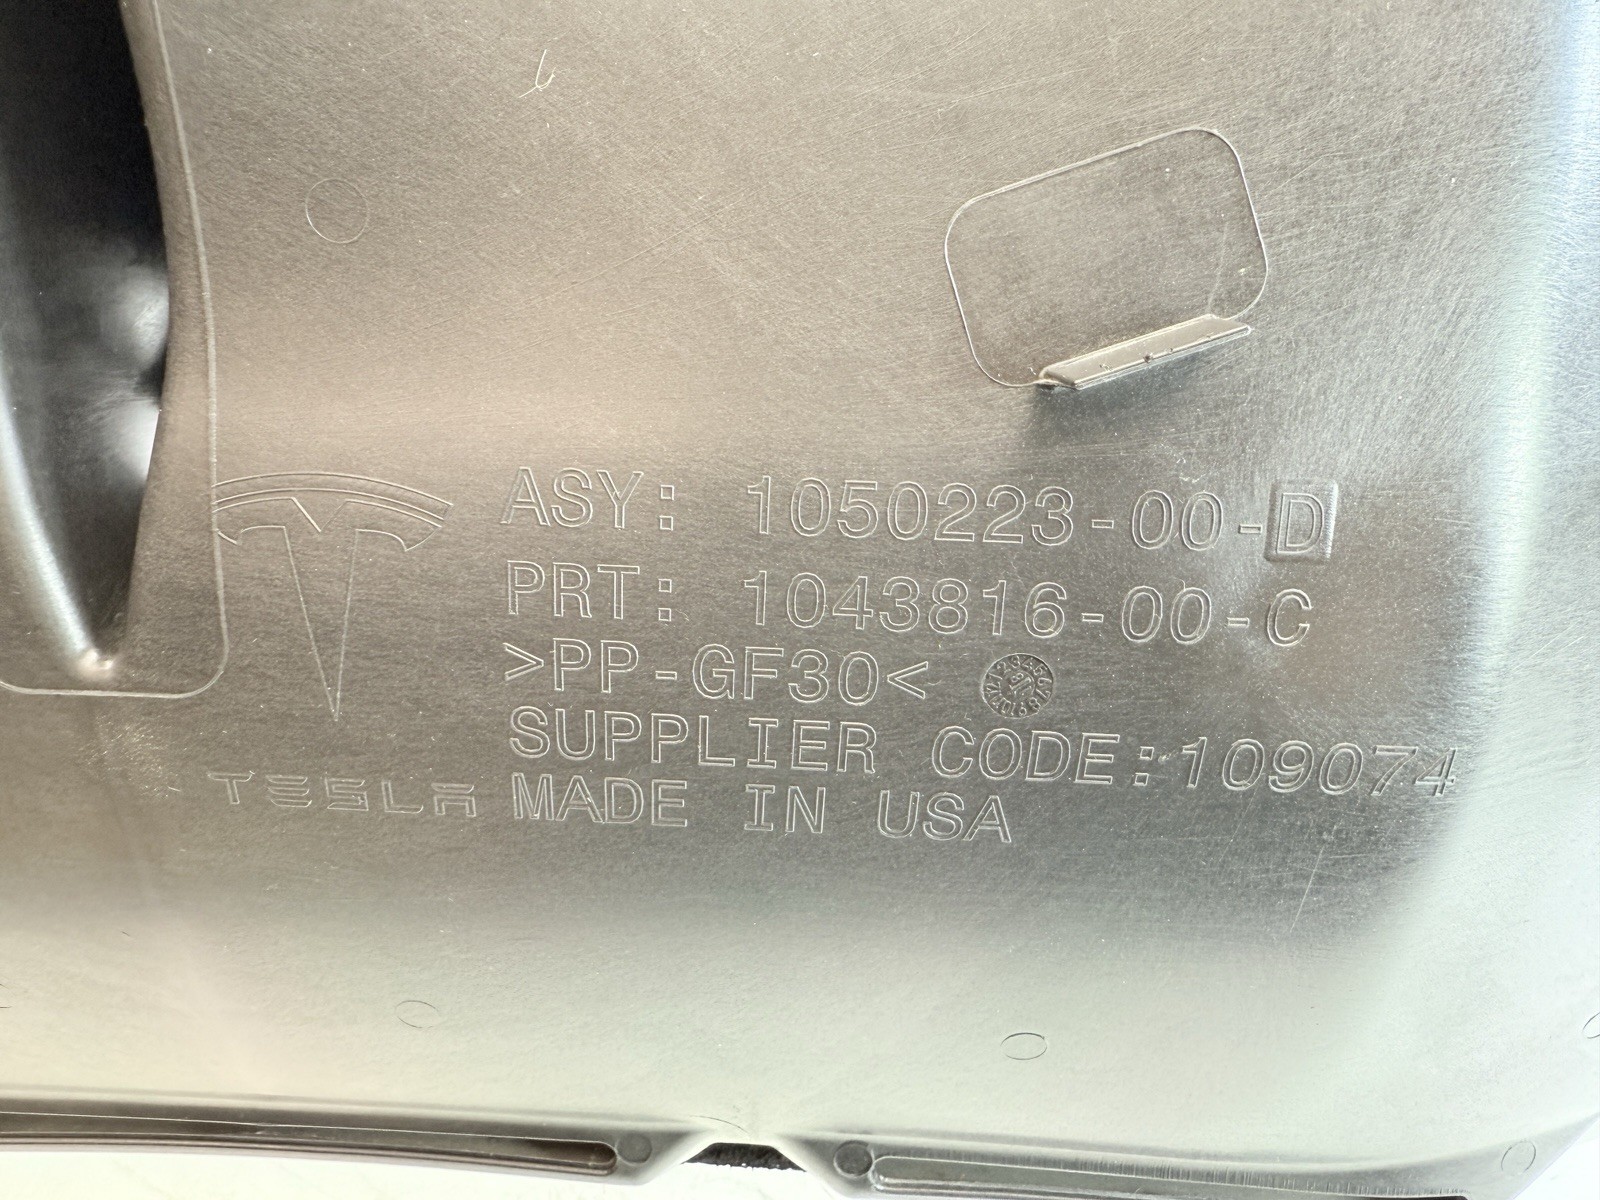 ASY: 1050223-00-D
PRT: 1043816-00-C
>PP-GF30<
SUPPLIER CODE:109074
TESLA MADE IN USA